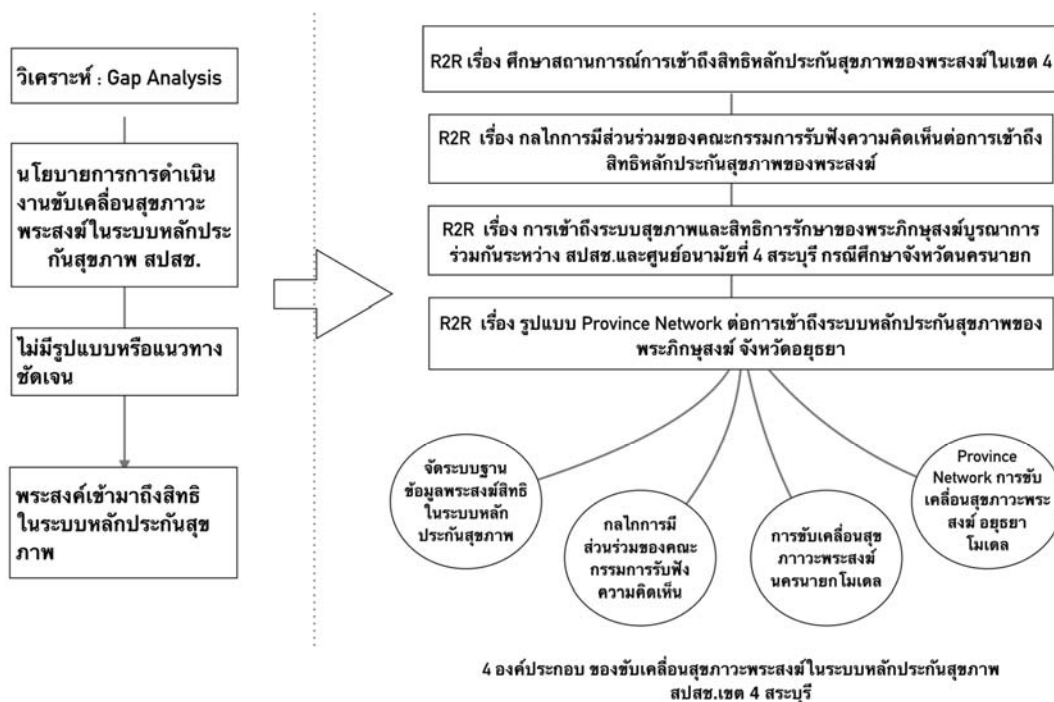 วิเคราะห์ : Gap Analysis
นโยบายการการดำเนิน
งานขับเคลื่อนสุขภาวะ
พระสงฆ์ในระบบหลักประ
กันสุขภาพ สปสช.
ไม่มีรูปแบบหรือแนวทาง
ชัดเจน
พระสงค์เข้ามาถึงสิทธิ
ในระบบหลักประกันสุข
ภาพ
R2R เรื่อง ศึกษาสถานการณ์การเข้าถึงสิทธิหลักประกันสุขภาพของพระสงฆ์ในเขต 4
R2R เรื่อง กลไกการมีส่วนร่วมของคณะกรรมการรับฟังความคิดเห็นต่อการเข้าถึง
สิทธิหลักประกันสุขภาพของพระสงฆ์
R2R เรื่อง การเข้าถึงระบบสุขภาพและสิทธิการรักษาของพระภิกษุสงฆ์บูรณาการ
ร่วมกันระหว่าง สปสช.และศูนย์อนามัยที่ 4 สระบุรี กรณีศึกษาจังหวัดนครนายก
R2R เรื่อง รูปแบบ Province Network ต่อการเข้าถึงระบบหลักประกันสุขภาพของ
พระภิกษุสงฆ์ จังหวัดอยุธยา
จัดระบบฐาน
ข้อมูลพระสงฆ์สิทธิ
ในระบบหลัก
ประกันสุขภาพ
กลไกการมี
ส่วนร่วมของคณะ
กรรมการรับฟัง
ความคิดเห็น
การขับเคลื่อนสุข
ภาาวะพระสงฆ์
นครนายกโมเดล
Province
Network การขับ
เคลื่อนสุขภาวะพระ
สงฆ์ อยุธยา
โมเดล
4 องค์ประกอบ ของขับเคลื่อนสุขภาวะพระสงฆ์ในระบบหลักประกันสุขภาพ
สปสช.เขต 4 สระบุรี